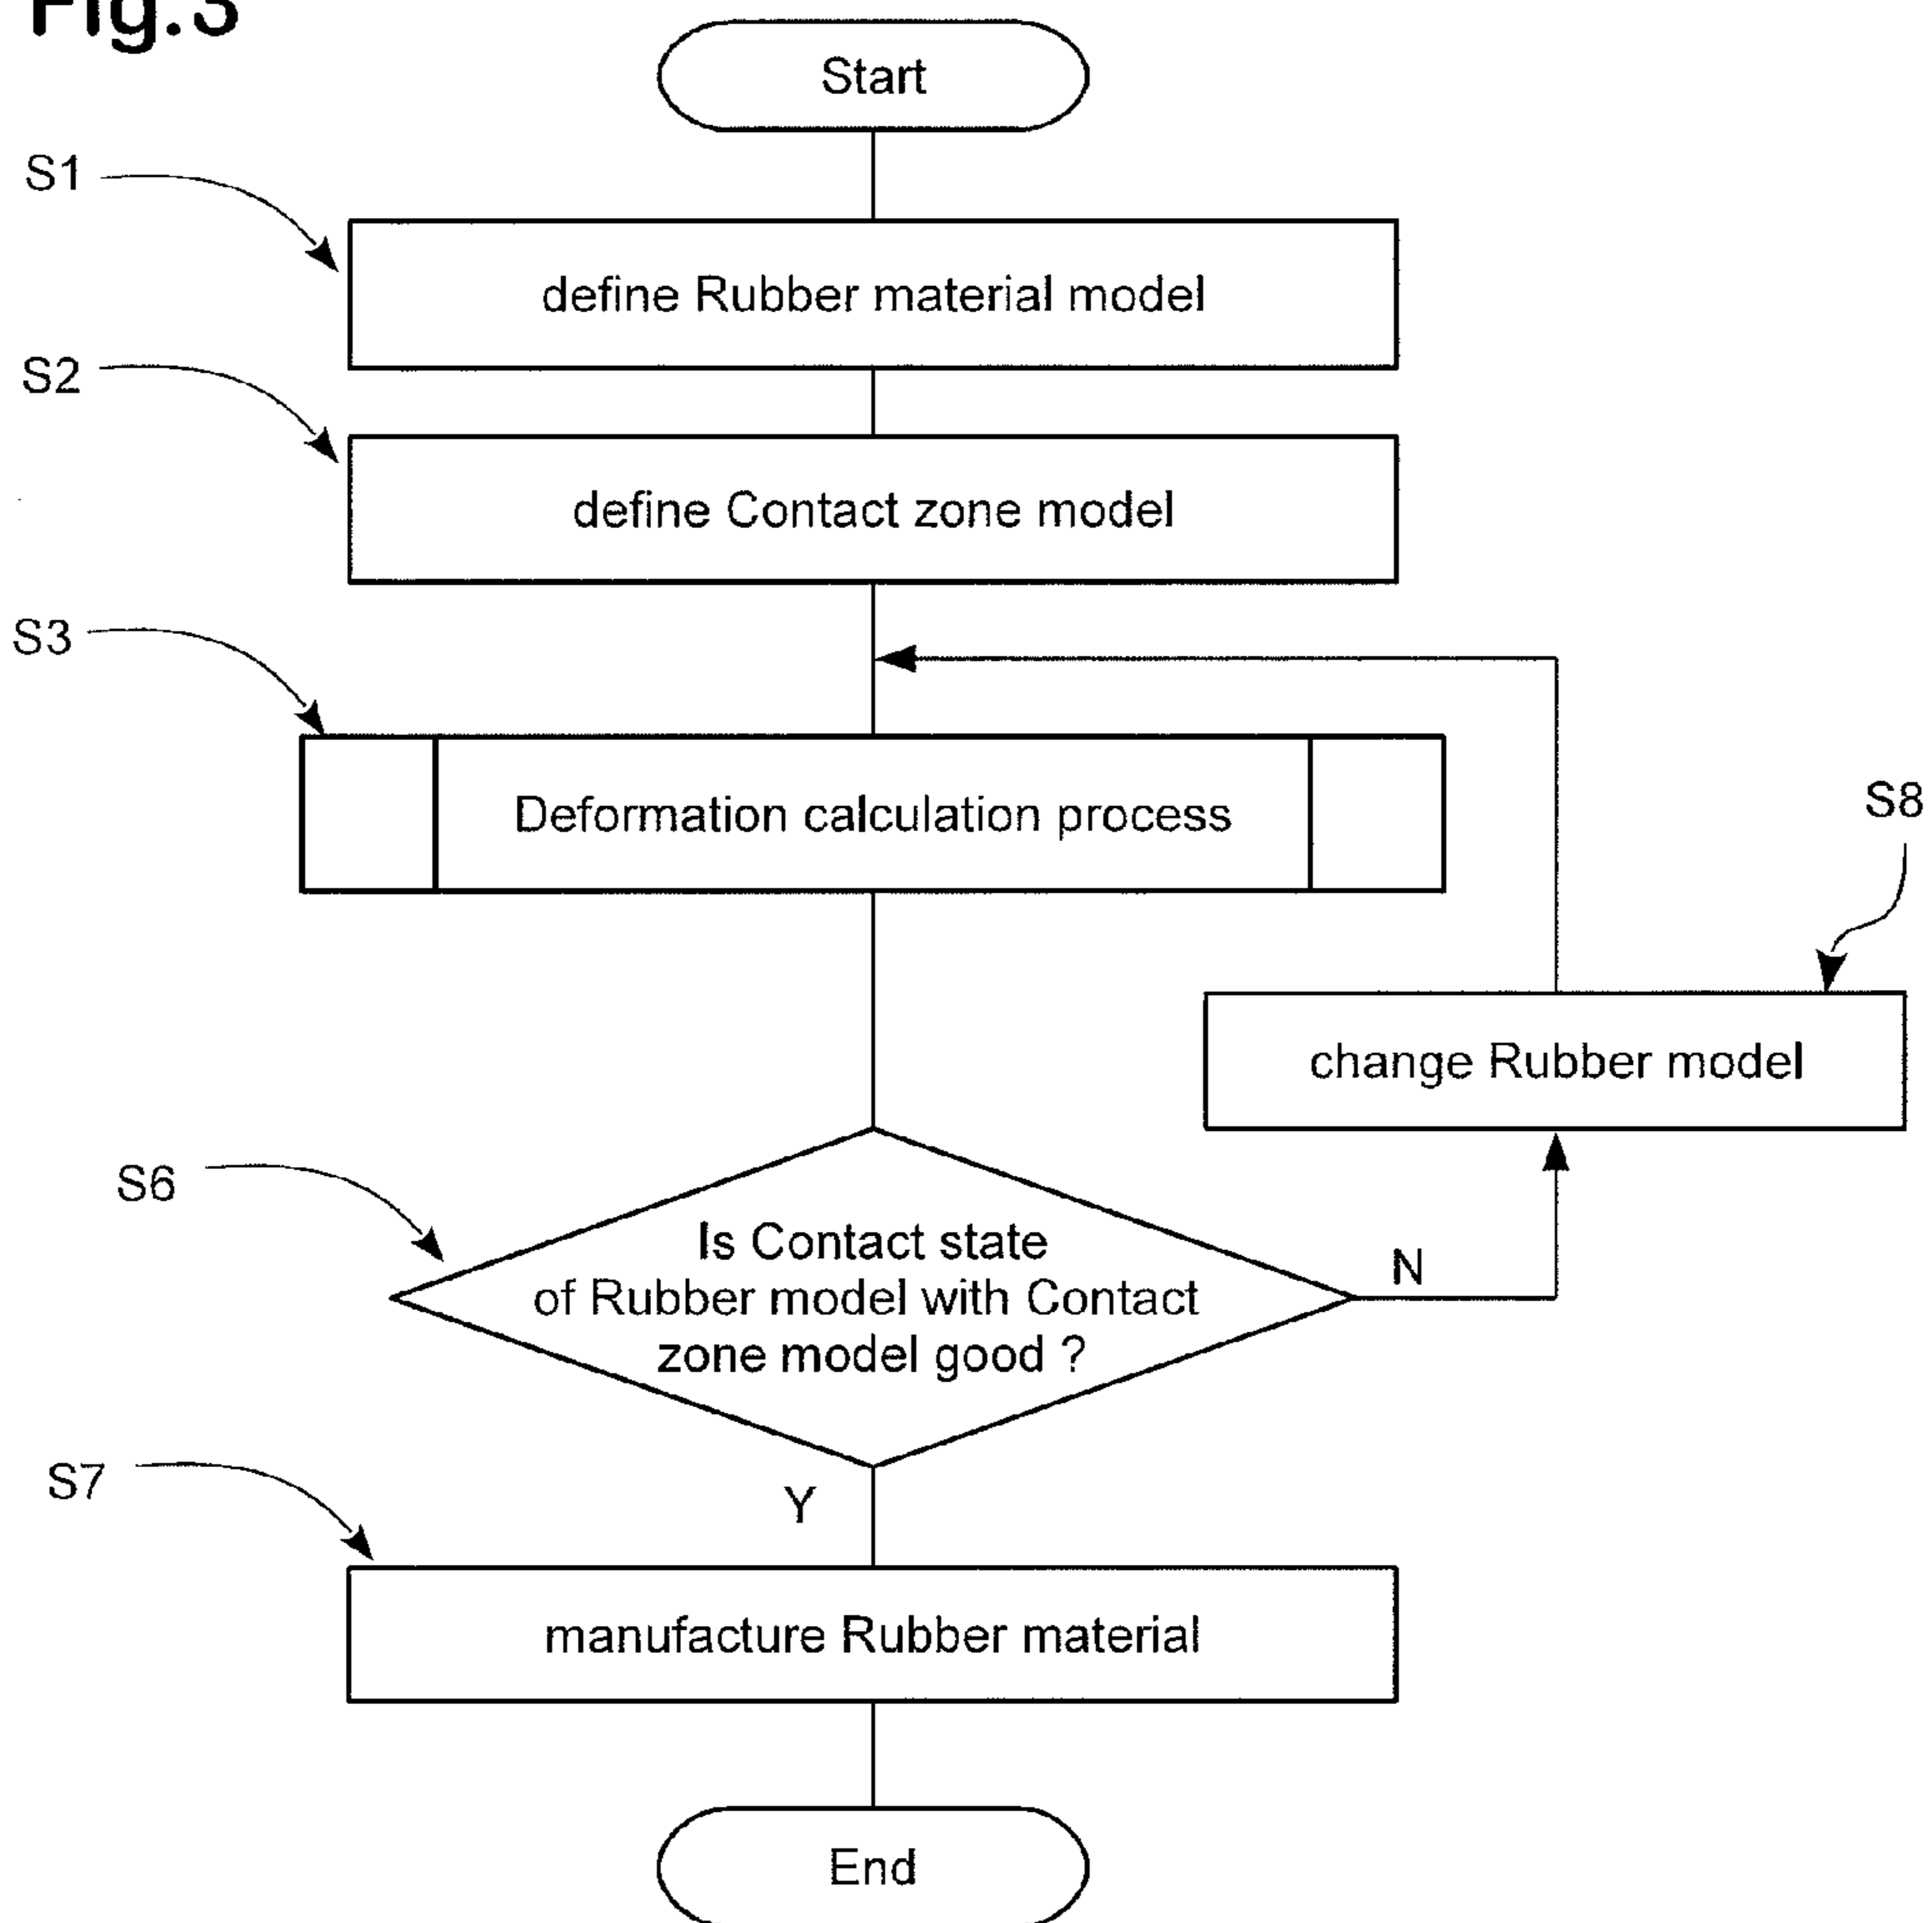 Fig.3
Start
S1
define Rubber material model
S2
define Contact zone model
S3
Deformation calculation process
S8
change Rubber model
S6
Is Contact state
of Rubber model with Contact
zone model good ?
N
Y
S7
manufacture Rubber material
End